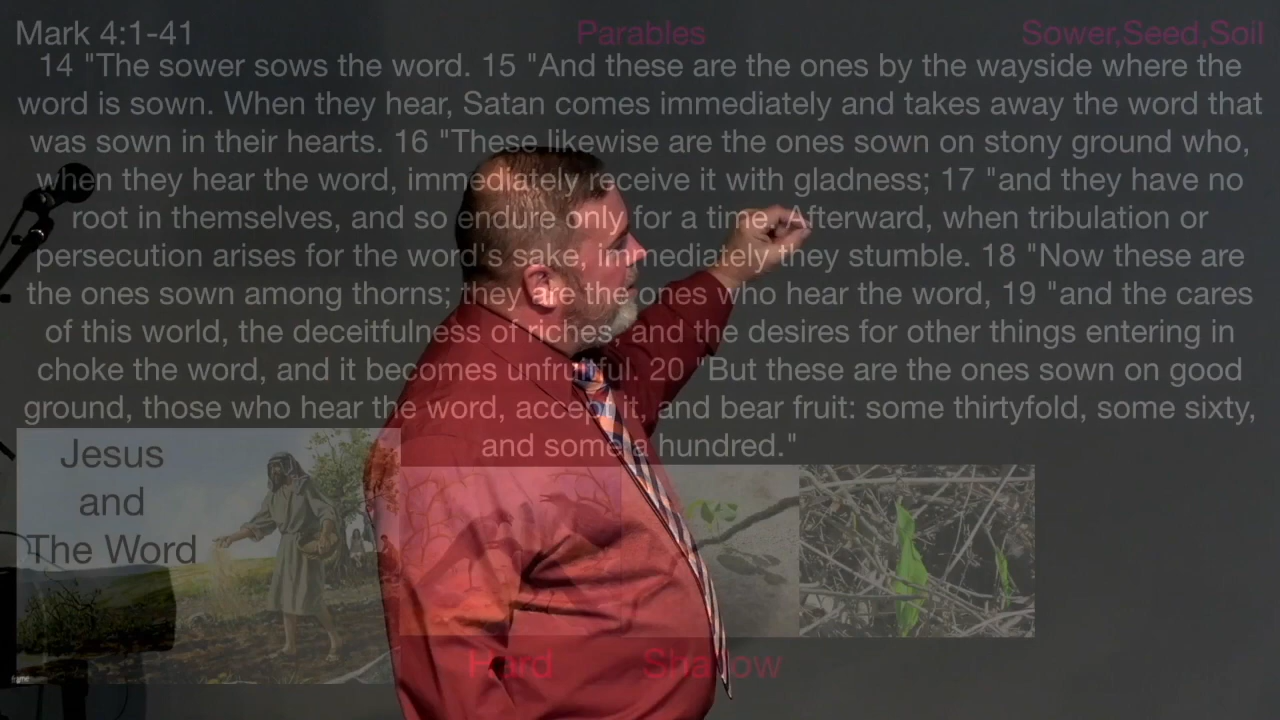 Mark 4:1-41
Parables
Sower,Seed,Soil
14 "The sower sows the word. 15 "And these are the ones by the wayside where the
word is sown. When they hear, Satan comes immediately and takes away the word that
was sown in their hearts. 16 "These likewise are the ones sown on stony ground who,
when they hear the word, immediately receive it with gladness; 17 "and they have no
root in themselves, and so endure only for a time. Afterward, when tribulation or
persecution arises for the word's sake, immediately they stumble. 18 "Now these are
the ones sown among thorns; they are the ones who hear the word, 19 "and the cares
of this world, the deceitfulness of riches, and the desires for other things entering in
choke the word, and it becomes unfruitful. 20 "But these are the ones sown on good
ground, those who hear the word, accept it, and bear fruit: some thirtyfold, some sixty,
and some a hundred."
Jesus
and
The Word
Hard
Shallow